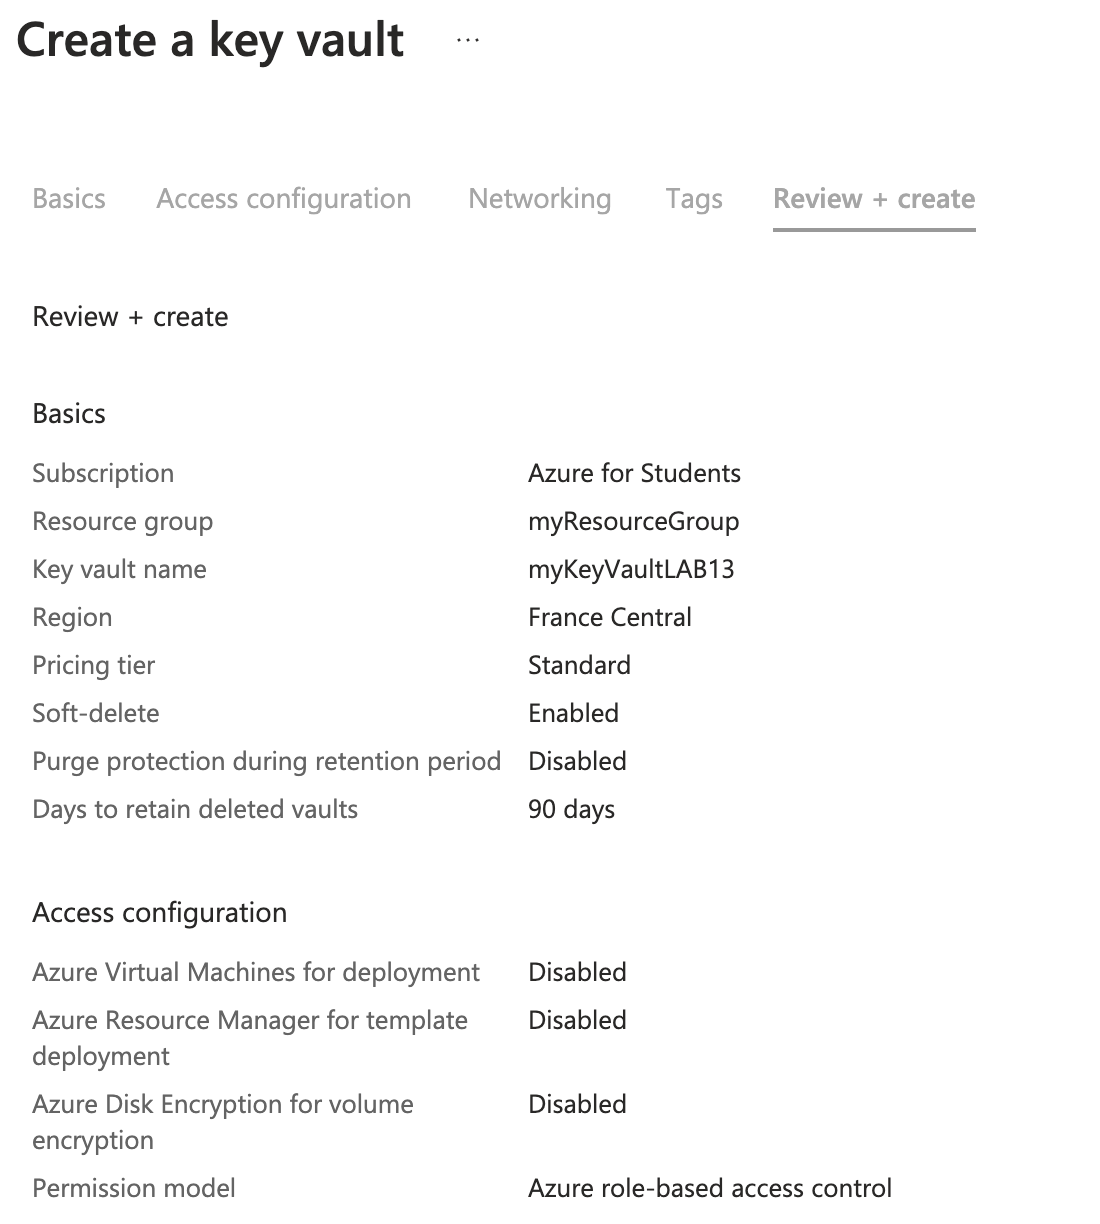 Create a key vault ...
Basics Access configuration Networking Tags Review + create
Review + create
Basics
Subscription Azure for Students
Resource group myResourceGroup
Key vault name myKeyVaultLAB13
Region France Central
Pricing tier Standard
Soft-delete Enabled
Purge protection during retention period Disabled
Days to retain deleted vaults 90 days
Access configuration
Azure Virtual Machines for deployment Disabled
Azure Resource Manager for template Disabled
deployment
Azure Disk Encryption for volume Disabled
encryption
Permission model Azure role-based access control